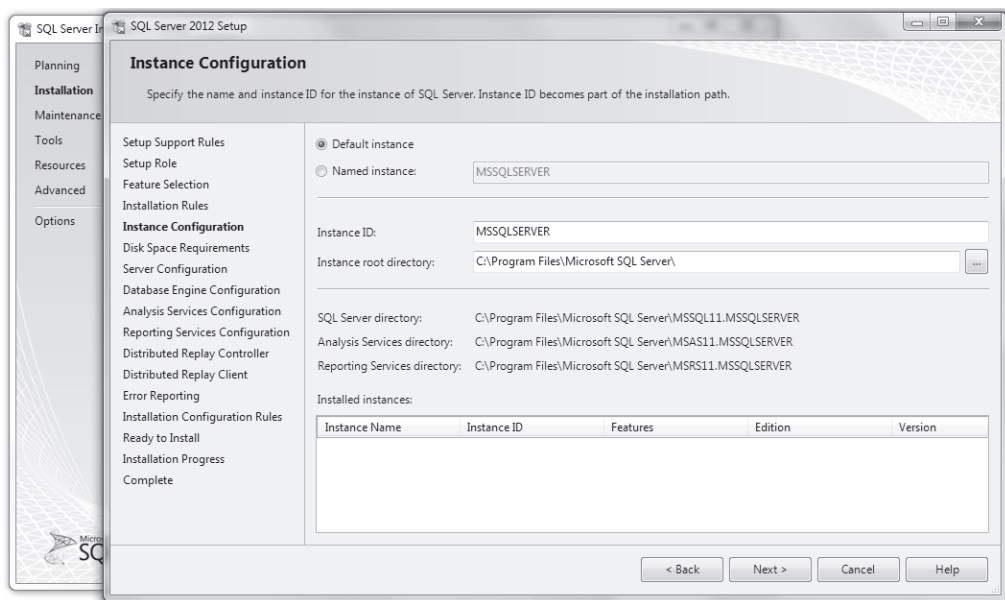 SQL Server In
Planning
Installation
Maintenance
Tools
Resources
Advanced
Options
SQL Server 2012 Setup
Instance Configuration
Specify the name and instance ID for the instance of SQL Server. Instance ID becomes part of the installation path.
Setup Support Rules
Setup Role
Feature Selection
Installation Rules
Instance Configuration
Disk Space Requirements
Server Configuration
Database Engine Configuration
Analysis Services Configuration
Reporting Services Configuration
Distributed Replay Controller
Distributed Replay Client
Error Reporting
Installation Configuration Rules
Ready to Install
Installation Progress
Complete
Default instance
Named instance: MSSQLSERVER
Instance ID: MSSQLSERVER
Instance root directory: C:\Program Files\Microsoft SQL Server\ ...
SQL Server directory: C:\Program Files\Microsoft SQL Server\MSSQL11.MSSQLSERVER
Analysis Services directory: C:\Program Files\Microsoft SQL Server\MSAS11.MSSQLSERVER
Reporting Services directory: C:\Program Files\Microsoft SQL Server\MSRS11.MSSQLSERVER
Installed instances:
Instance Name Instance ID Features Edition Version
< Back Next > Cancel Help